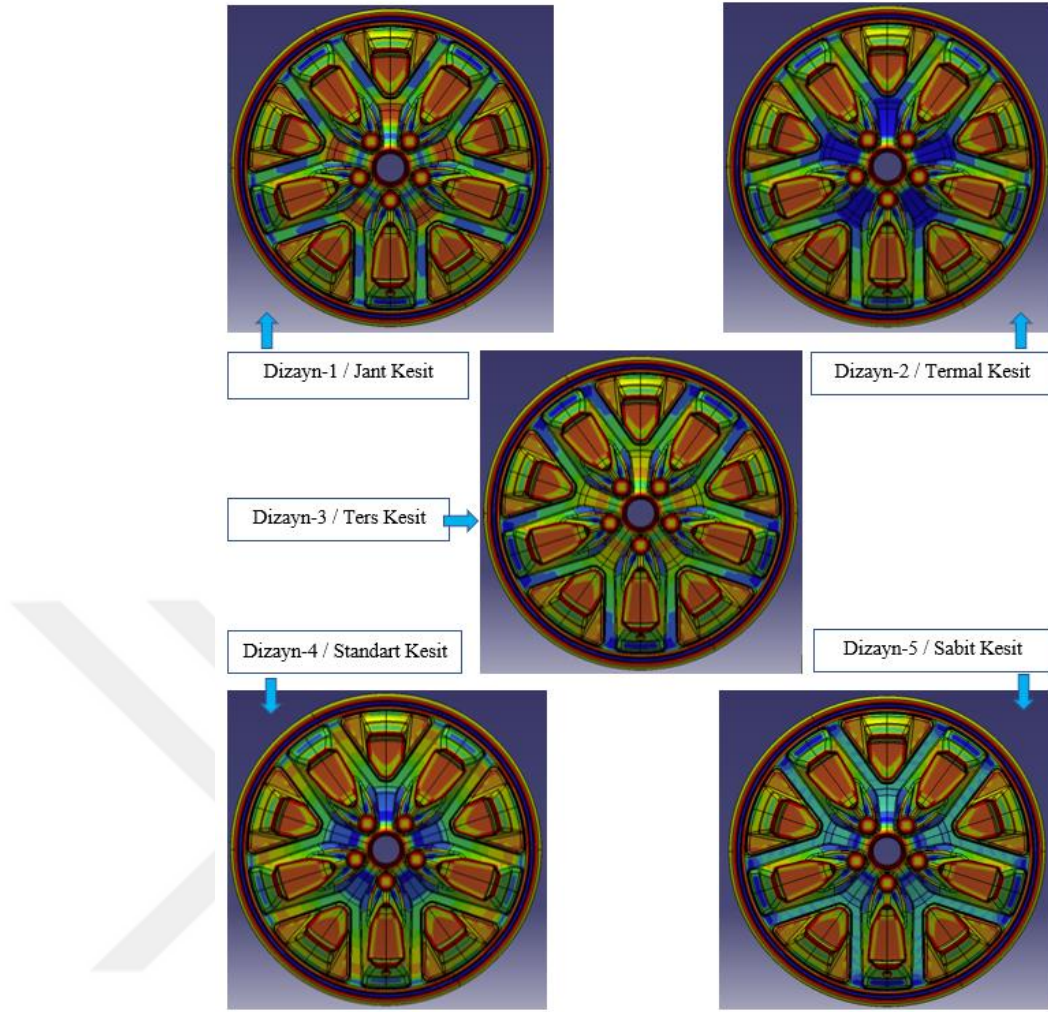 Dizayn-1 / Jant Kesit
Dizayn-2 / Termal Kesit
Dizayn-3 / Ters Kesit
Dizayn-4 / Standart Kesit
Dizayn-5 / Sabit Kesit